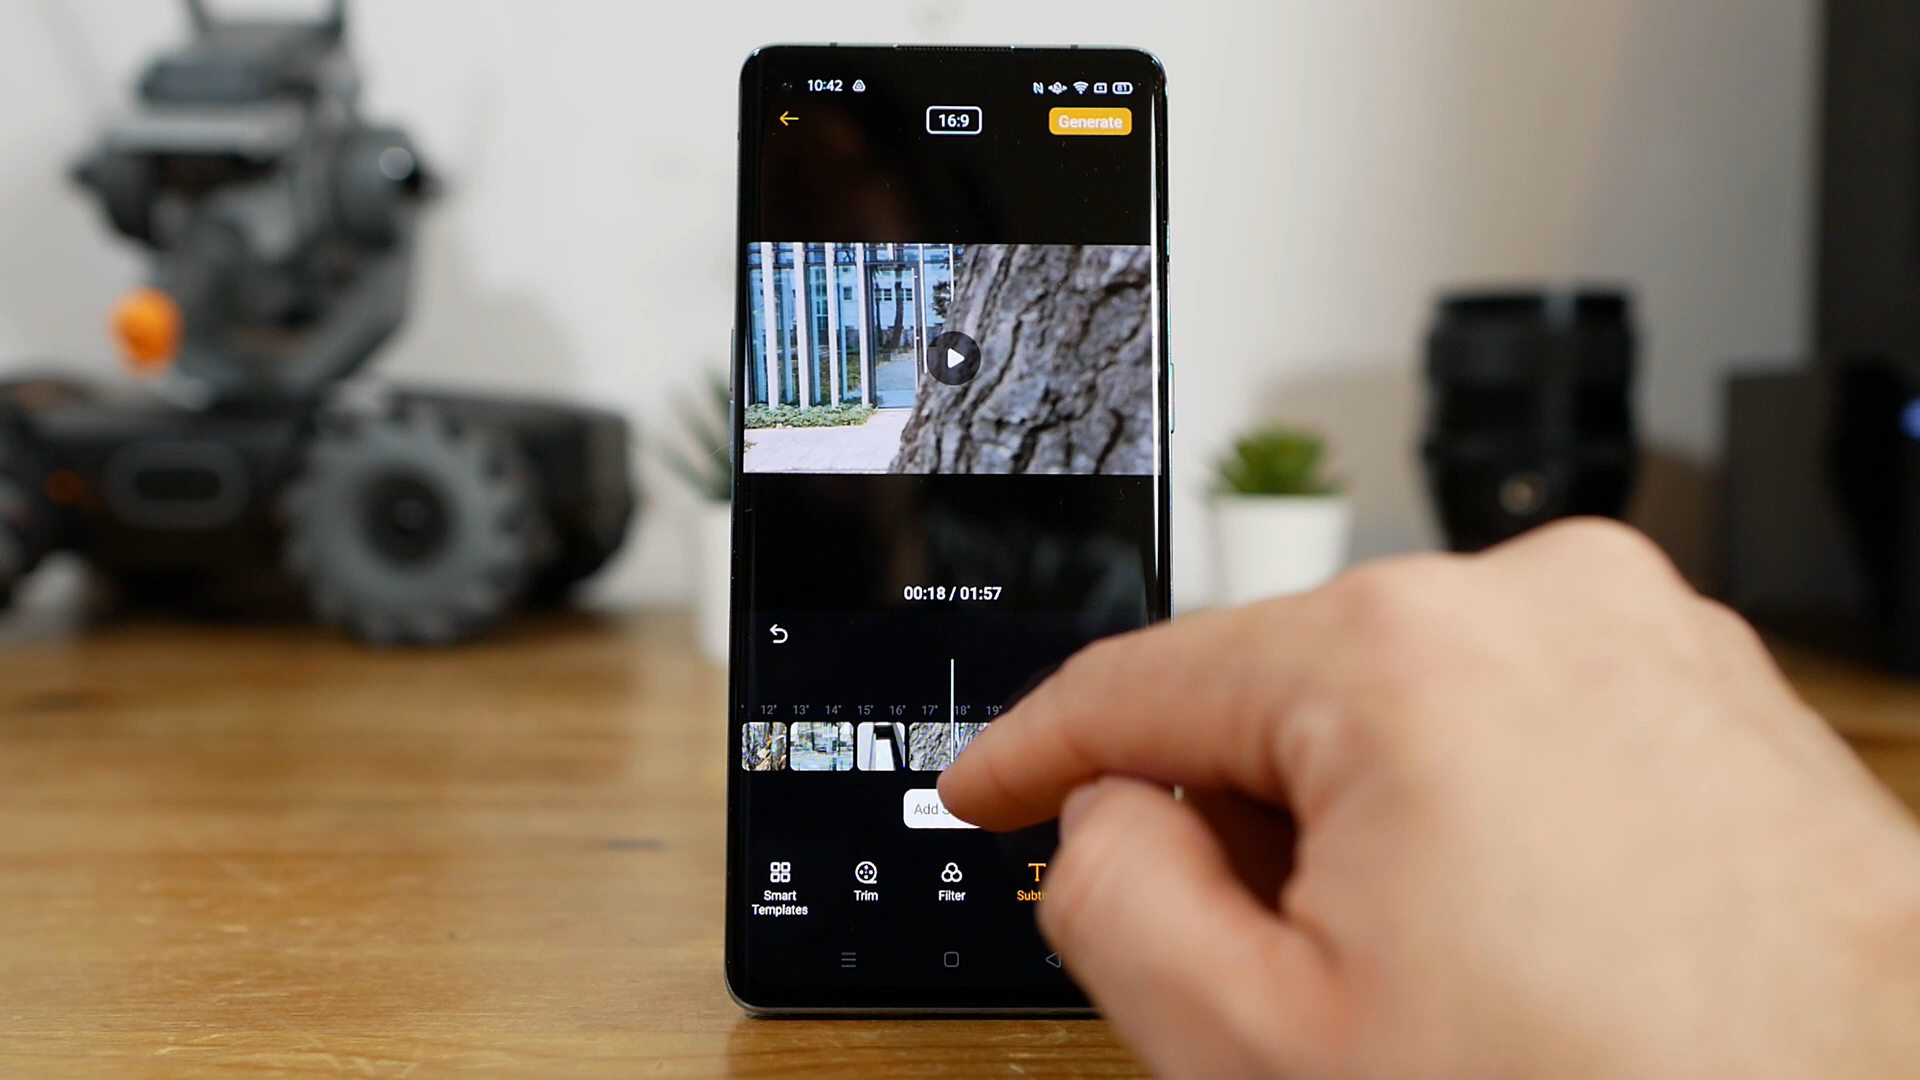 10:42 81
16:9 Generate
00:18 / 01:57
12" 13" 14" 15" 16" 17" 18" 19"
Add
Smart Templates Trim Filter